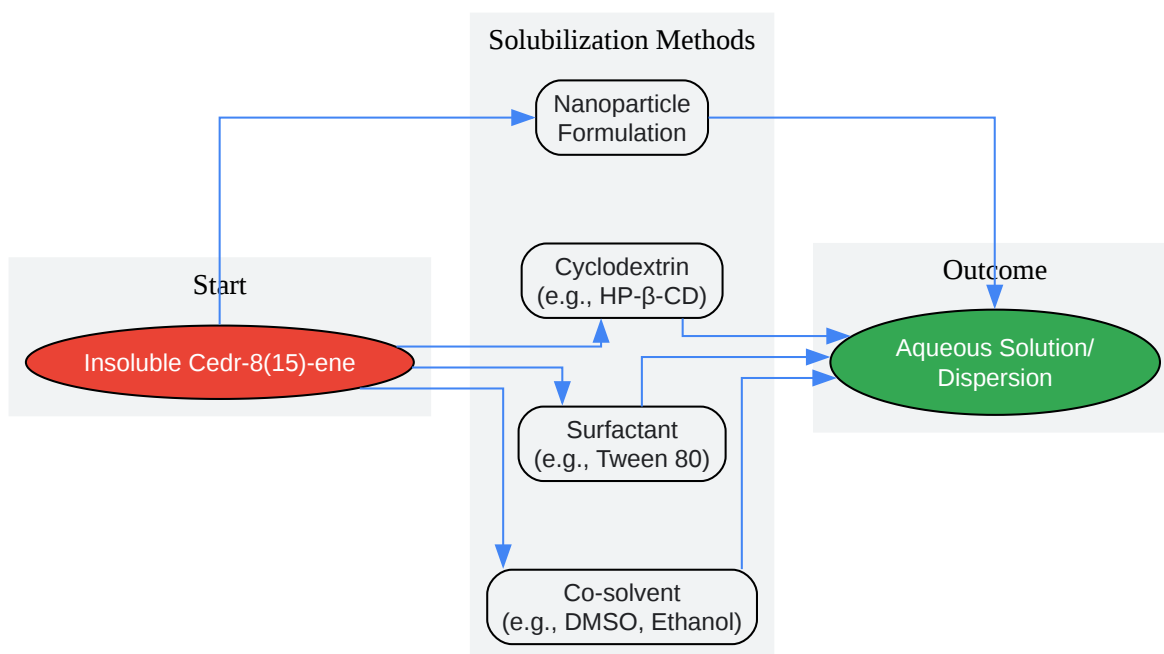 Solubilization Methods
Nanoparticle
Formulation
Cyclodextrin
(e.g., HP-β-CD)
Start
Outcome
Insoluble Cedr-8(15)-ene
Aqueous Solution/
Dispersion
Surfactant
(e.g., Tween 80)
Co-solvent
(e.g., DMSO, Ethanol)